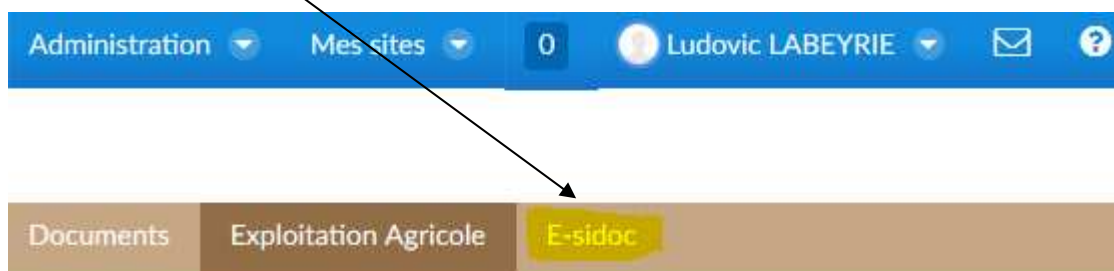 Administration Mes sites 0 Ludovic LABEYRIE ?
Documents Exploitation Agricole E-sidoc